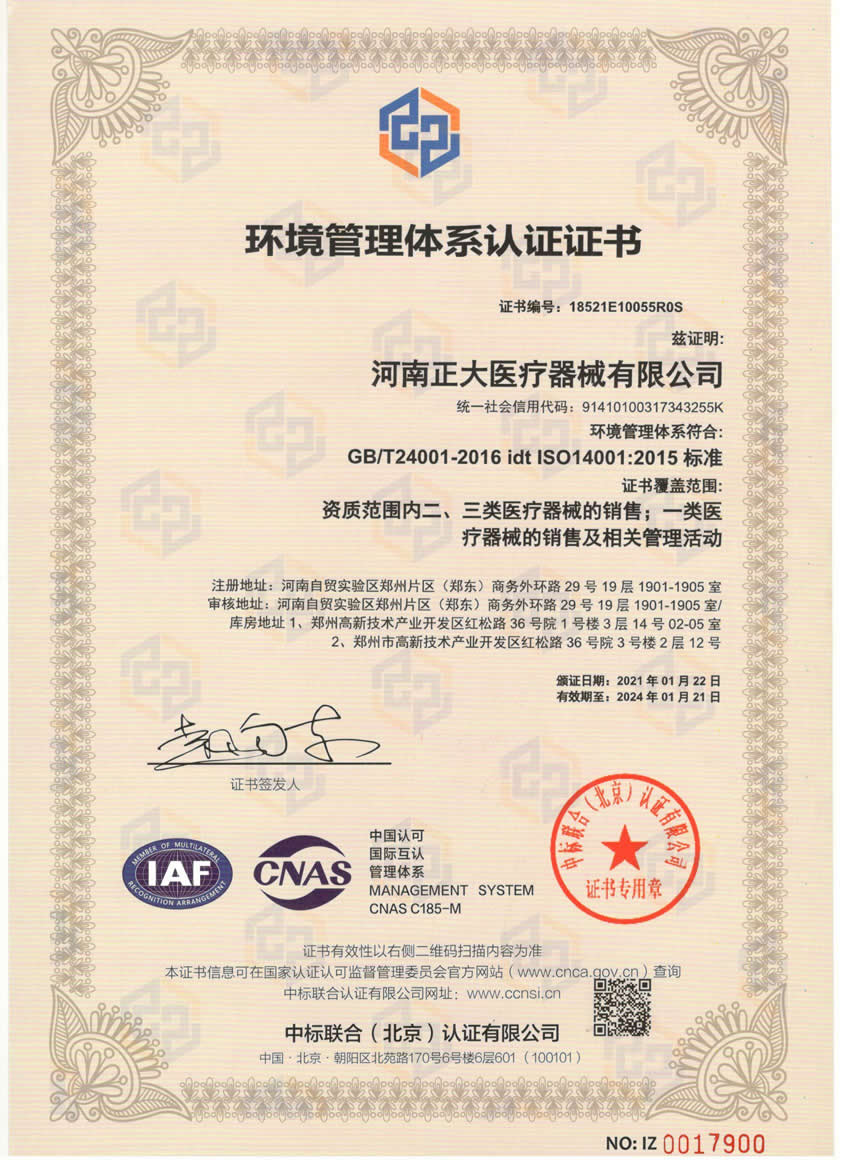 环境管理体系认证证书
证书编号：18521E10055R0S
兹证明:
河南正大医疗器械有限公司
统一社会信用代码：91410100317343255K
环境管理体系符合:
GB/T24001-2016 idt ISO14001:2015 标准
证书覆盖范围:
资质范围内二、三类医疗器械的销售；一类医
疗器械的销售及相关管理活动
注册地址：河南自贸实验区郑州片区（郑东）商务外环路 29 号 19 层 1901-1905 室
审核地址：河南自贸实验区郑州片区（郑东）商务外环路 29 号 19 层 1901-1905 室/
库房地址 1、郑州高新技术产业开发区红松路 36 号院 1 号楼 3 层 14 号 02-05 室
2、郑州市高新技术产业开发区红松路 36 号院 3 号楼 2 层 12 号
颁证日期：2021 年 01 月 22 日
有效期至：2024 年 01 月 21 日
证书签发人
MEMBER OF MULTILATERAL
IAF
RECOGNITION ARRANGEMENT
CNAS
中国认可
国际互认
管理体系
MANAGEMENT SYSTEM
CNAS C185-M
中标联合（北京）认证有限公司
证书专用章
证书有效性以右侧二维码扫描内容为准
本证书信息可在国家认证认可监督管理委员会官方网站（www.cnca.gov.cn）查询
中标联合认证有限公司网址：www.ccnsi.cn
中标联合（北京）认证有限公司
中国·北京·朝阳区北苑路170号6号楼6层601（100101）
NO: IZ 0017900